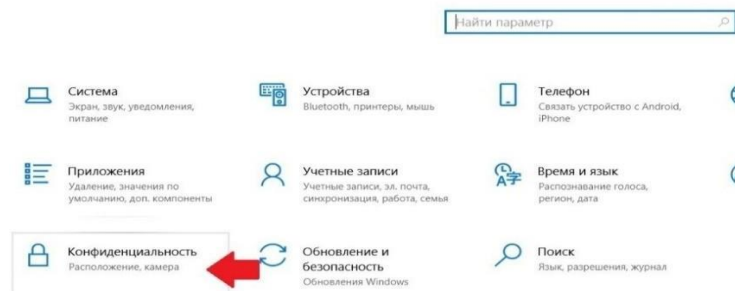 Найти параметр
Система
Экран, звук, уведомления,
питание
Устройства
Bluetooth, принтеры, мышь
Телефон
Связать устройство с Android,
iPhone
Приложения
Удаление, значения по
умолчанию, доп. компоненты
Учетные записи
Учетные записи, эл. почта,
синхронизация, работа, семья
Время и язык
Распознавание голоса,
регион, дата
Конфиденциальность
Расположение, камера
Обновление и
безопасность
Обновления Windows
Поиск
Язык, разрешения, журнал